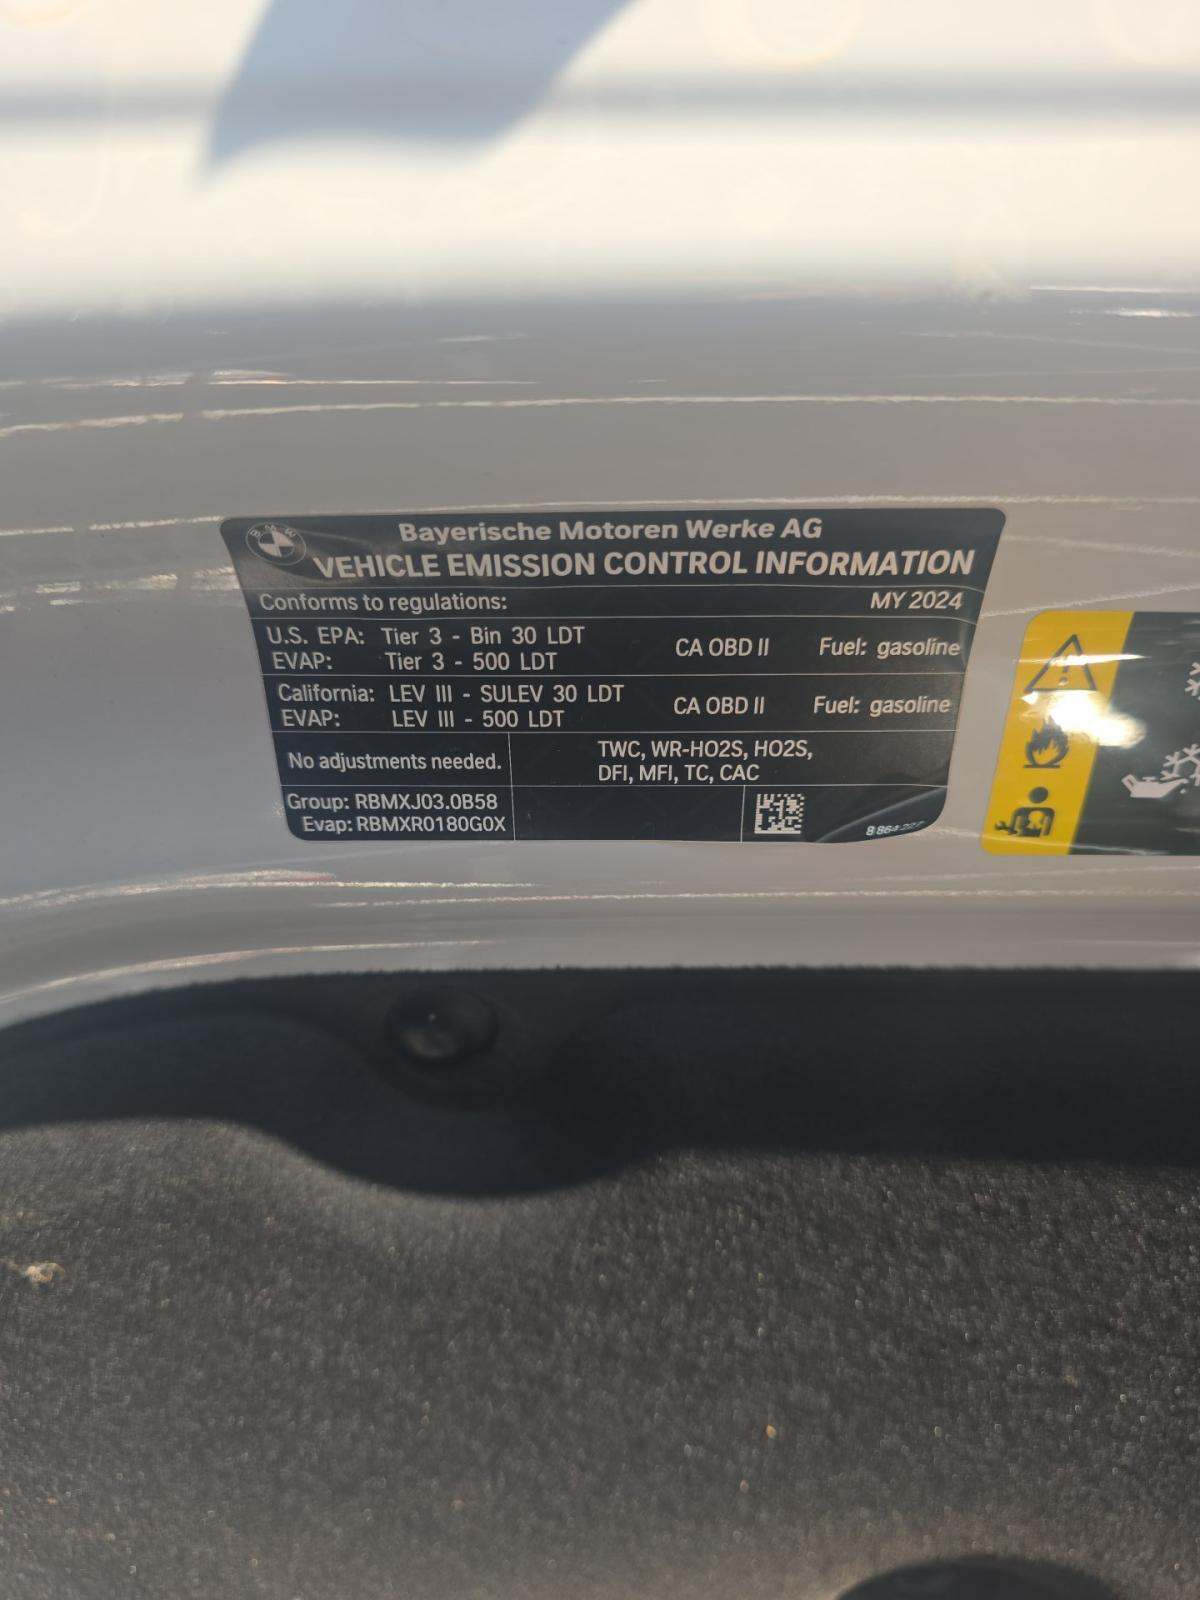 BMW
Bayerische Motoren Werke AG
VEHICLE EMISSION CONTROL INFORMATION
Conforms to regulations: MY 2024
U.S. EPA: Tier 3 - Bin 30 LDT CA OBD II Fuel: gasoline
EVAP: Tier 3 - 500 LDT
California: LEV III - SULEV 30 LDT CA OBD II Fuel: gasoline
EVAP: LEV III - 500 LDT
No adjustments needed. TWC, WR-HO2S, HO2S,
DFI, MFI, TC, CAC
Group: RBMXJ03.0B58
Evap: RBMXR0180G0X
8 864